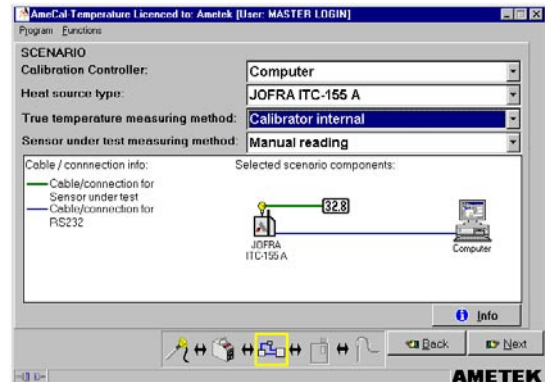 AmeCal-Temperature Licenced to: Ametek [User: MASTER LOGIN]
Program Functions
SCENARIO
Calibration Controller: Computer
Heat source type: JOFRA ITC-155 A
True temperature measuring method: Calibrator internal
Sensor under test measuring method: Manual reading
Cable / connnection info: Selected scenario components:
Cable/connection for
Sensor under test
Cable/connection for
RS232
32.8
JOFRA
ITC-155 A
Computer
Info
Back Next
AMETEK